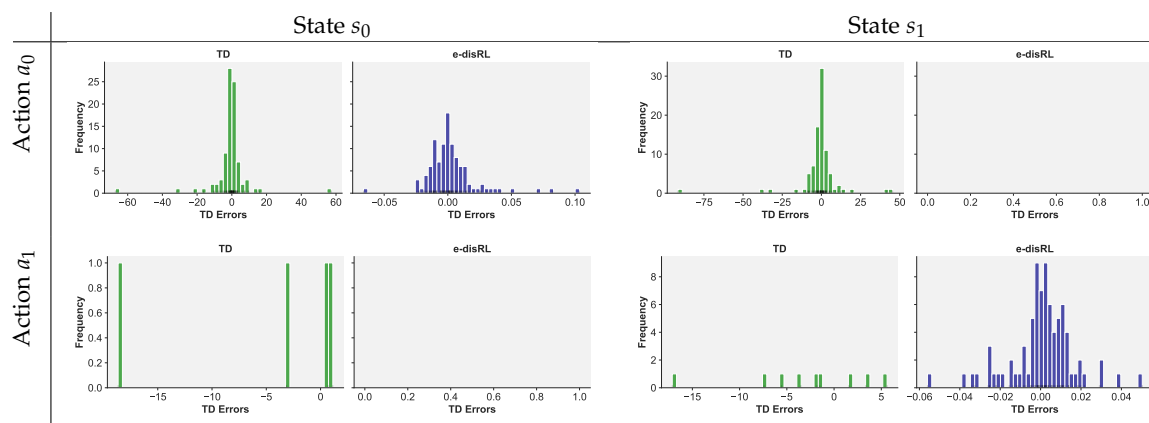 State s₀ State s₁
Action a₀
TD e-disRL TD e-disRL
Frequency
25
20
15
10
5
0
−60 −40 −20 0 20 40 60
TD Errors
−0.05 0.00 0.05 0.10
TD Errors
Frequency
30
20
10
0
−75 −50 −25 0 25 50
TD Errors
0.0 0.2 0.4 0.6 0.8 1.0
TD Errors
Action a₁
TD e-disRL TD e-disRL
Frequency
1.0
0.8
0.6
0.4
0.2
0.0
−15 −10 −5 0
TD Errors
0.0 0.2 0.4 0.6 0.8 1.0
TD Errors
Frequency
8
6
4
2
0
−15 −10 −5 0 5
TD Errors
−0.06 −0.04 −0.02 0.00 0.02 0.04
TD Errors